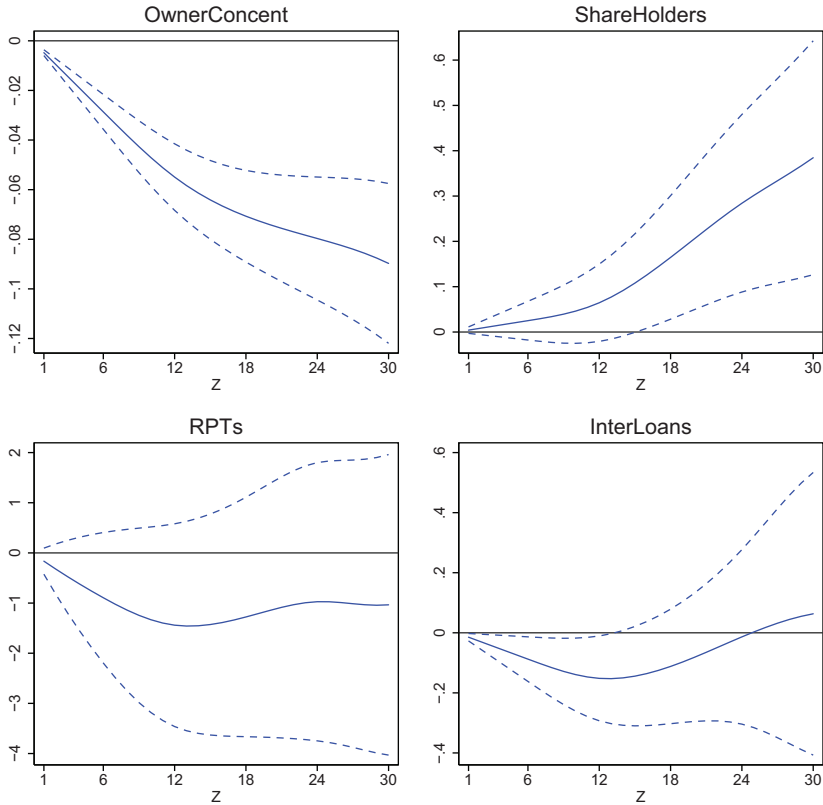 OwnerConcent
0
-.02
-.04
-.06
-.08
-.1
-.12
1 6 12 18 24 30
Z
ShareHolders
.6
.5
.4
.3
.2
.1
0
1 6 12 18 24 30
Z
RPTs
2
1
0
-1
-2
-3
-4
1 6 12 18 24 30
Z
InterLoans
.6
.4
.2
0
-.2
-.4
1 6 12 18 24 30
Z